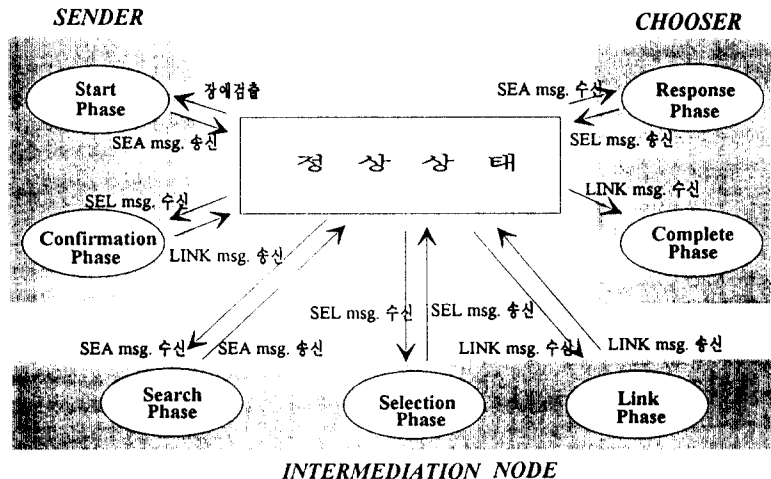 SENDER
CHOOSER
Start
Phase
장애검출
SEA msg. 송신
SEA msg. 수신
Response
Phase
SEL msg. 송신
정 상 상 태
SEL msg. 수신
Confirmation
Phase
LINK msg. 송신
LINK msg. 수신
Complete
Phase
SEA msg. 수신
SEA msg. 송신
SEL msg. 수신
SEL msg. 송신
LINK msg. 수신
LINK msg. 송신
Search
Phase
Selection
Phase
Link
Phase
INTERMEDIATION NODE